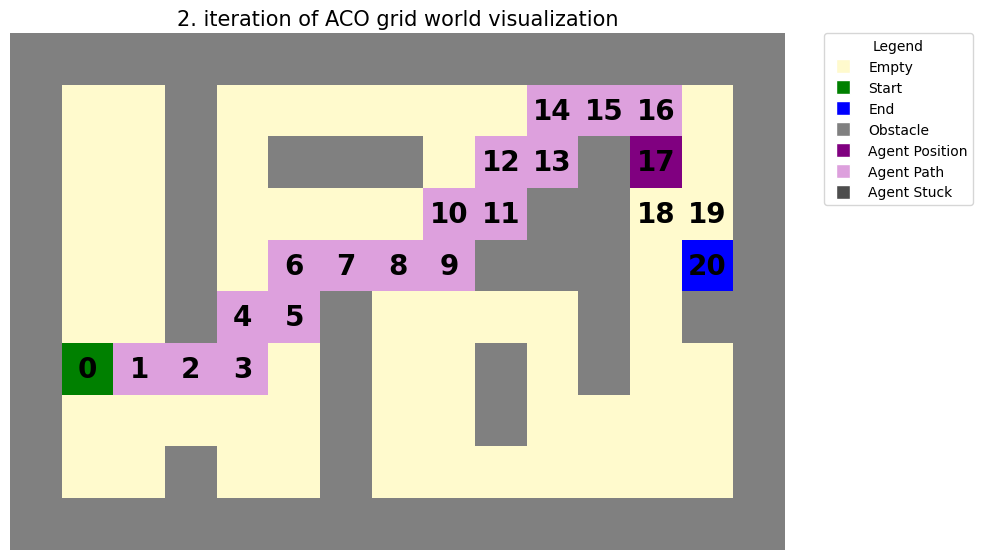 2. iteration of ACO grid world visualization
Legend
Empty
Start
End
Obstacle
Agent Position
Agent Path
Agent Stuck
14 15 16
12 13 17
10 11 18 19
6 7 8 9 20
4 5
0 1 2 3